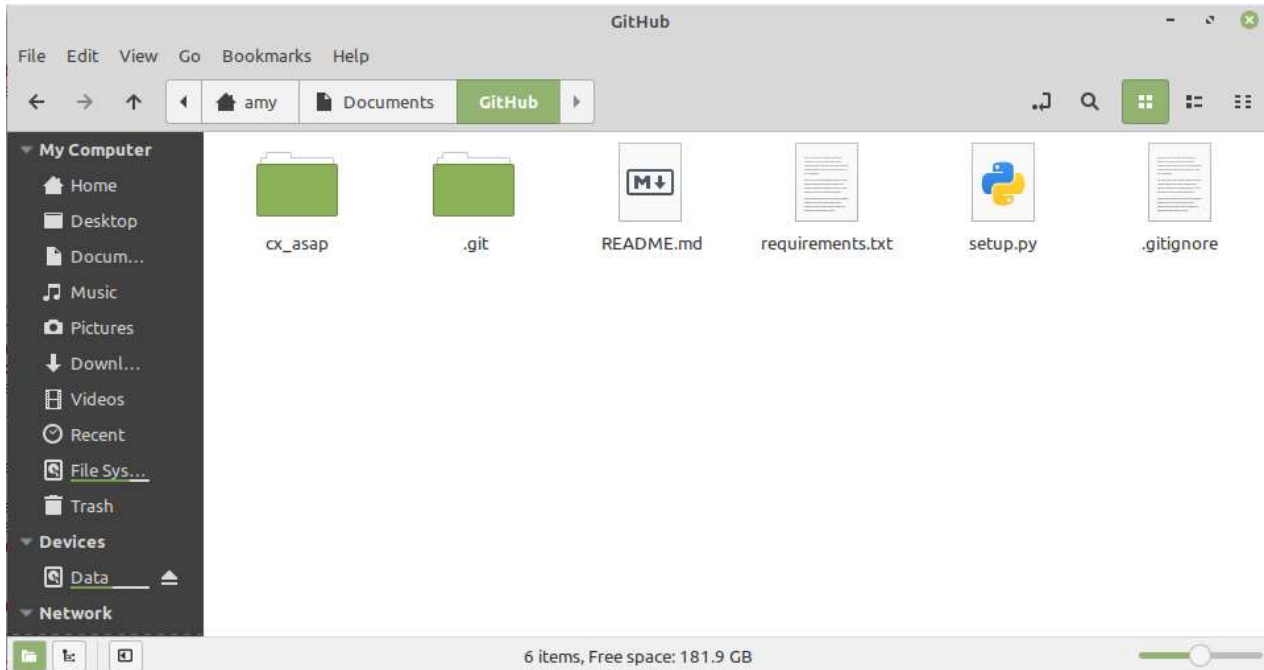 GitHub
File Edit View Go Bookmarks Help
amy Documents GitHub
My Computer
Home
Desktop
Docum...
Music
Pictures
Downl...
Videos
Recent
File Sys...
Trash
Devices
Data
Network
cx_asap .git README.md requirements.txt setup.py .gitignore
M
6 items, Free space: 181.9 GB